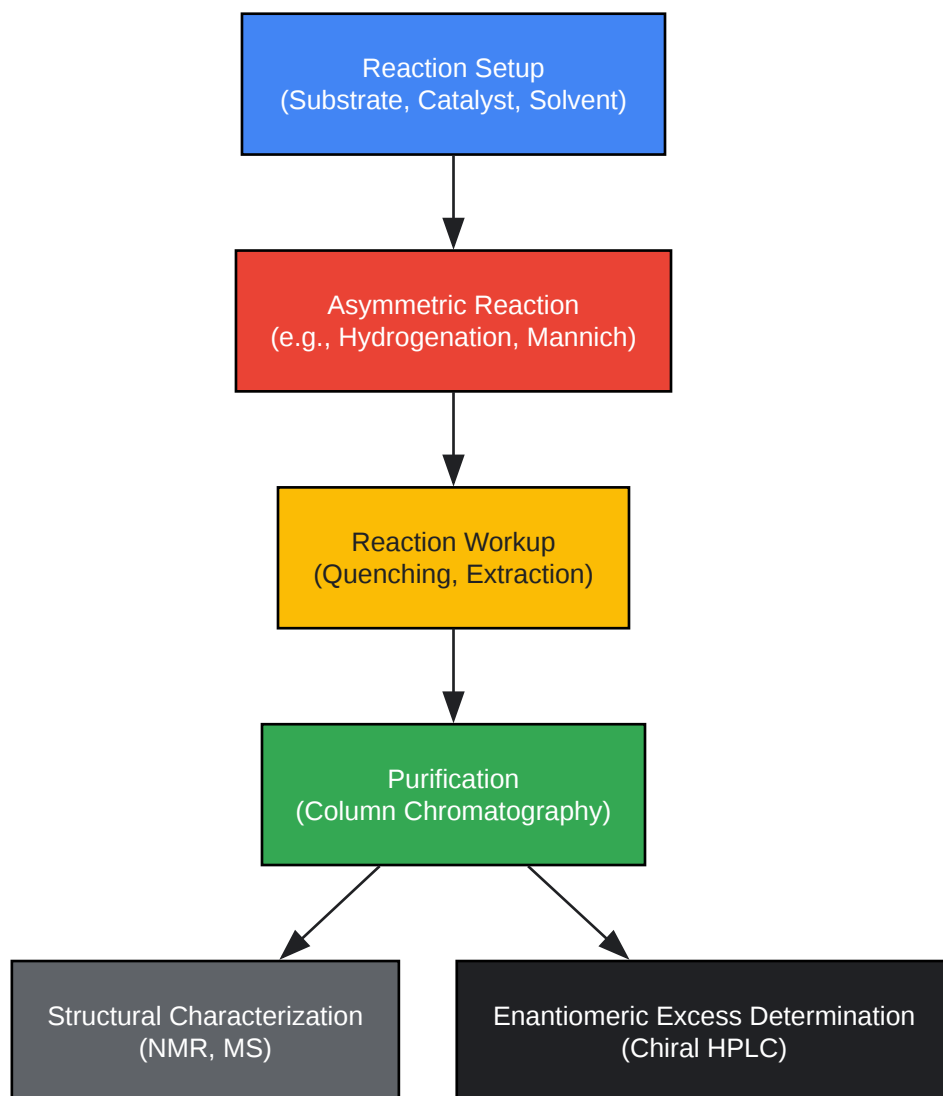 Reaction Setup
(Substrate, Catalyst, Solvent)
Asymmetric Reaction
(e.g., Hydrogenation, Mannich)
Reaction Workup
(Quenching, Extraction)
Purification
(Column Chromatography)
Structural Characterization
(NMR, MS)
Enantiomeric Excess Determination
(Chiral HPLC)